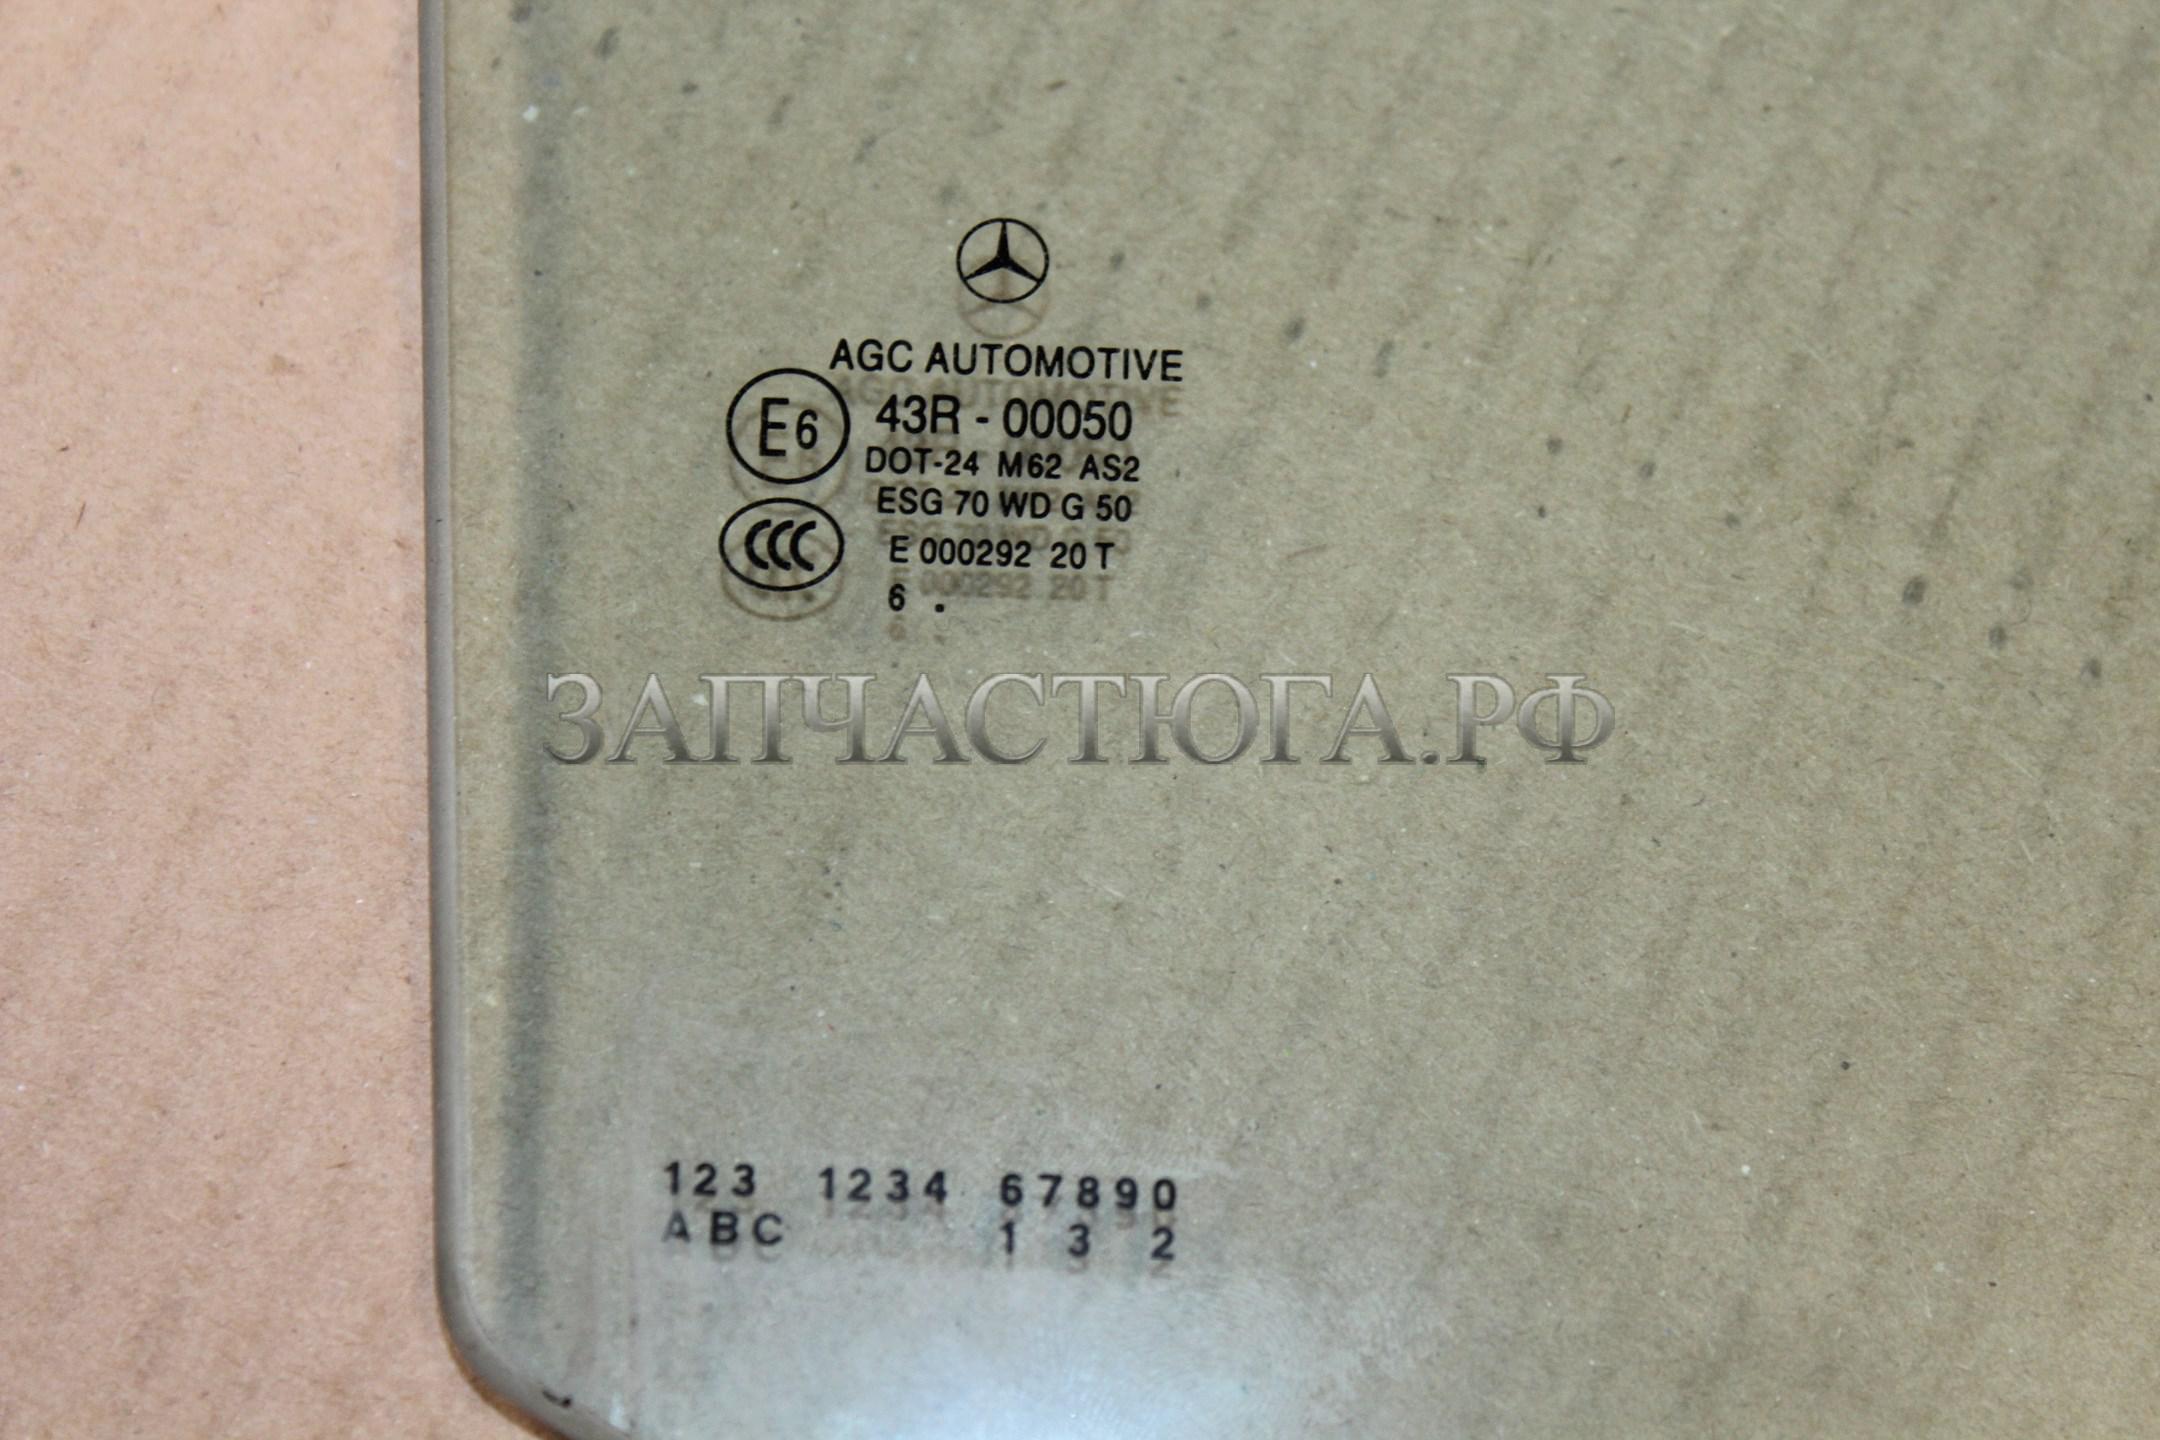 AGC AUTOMOTIVE
E6 43R - 00050
DOT-24 M62 AS2
ESG 70 WD G 50
CCC E 000292 20 T
6 .
ЗАПЧАСТЮГА.РФ
123 1234 67890
ABC 1 3 2